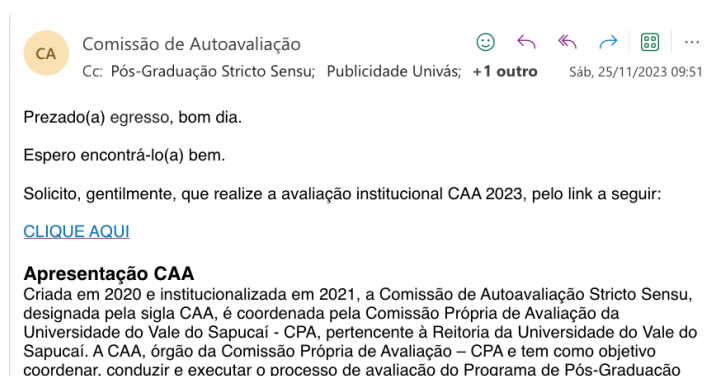 CA
Comissão de Autoavaliação
Cc: Pós-Graduação Stricto Sensu; Publicidade Univás; +1 outro
Sáb, 25/11/2023 09:51
Prezado(a) egresso, bom dia.
Espero encontrá-lo(a) bem.
Solicito, gentilmente, que realize a avaliação institucional CAA 2023, pelo link a seguir:
CLIQUE AQUI
Apresentação CAA
Criada em 2020 e institucionalizada em 2021, a Comissão de Autoavaliação Stricto Sensu,
designada pela sigla CAA, é coordenada pela Comissão Própria de Avaliação da
Universidade do Vale do Sapucaí - CPA, pertencente à Reitoria da Universidade do Vale do
Sapucaí. A CAA, órgão da Comissão Própria de Avaliação – CPA e tem como objetivo
coordenar, conduzir e executar o processo de avaliação do Programa de Pós-Graduação